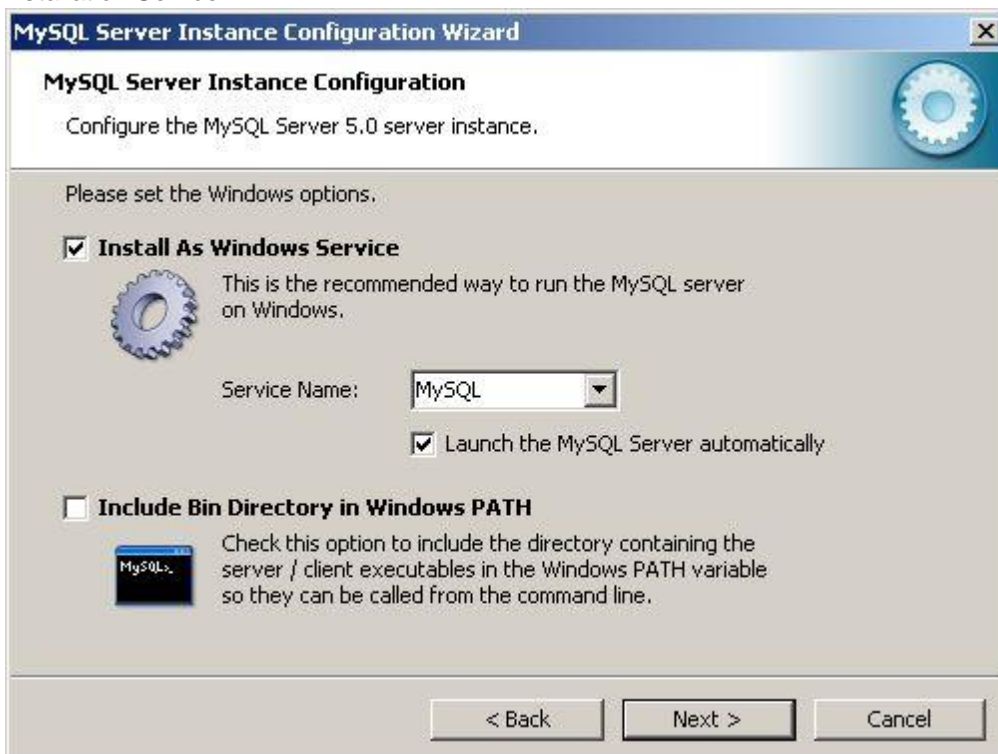 MySQL Server Instance Configuration Wizard
MySQL Server Instance Configuration
Configure the MySQL Server 5.0 server instance.
Please set the Windows options.
Install As Windows Service
This is the recommended way to run the MySQL server
on Windows.
Service Name: MySQL
Launch the MySQL Server automatically
Include Bin Directory in Windows PATH
MySQL>_
Check this option to include the directory containing the
server / client executables in the Windows PATH variable
so they can be called from the command line.
< Back Next > Cancel